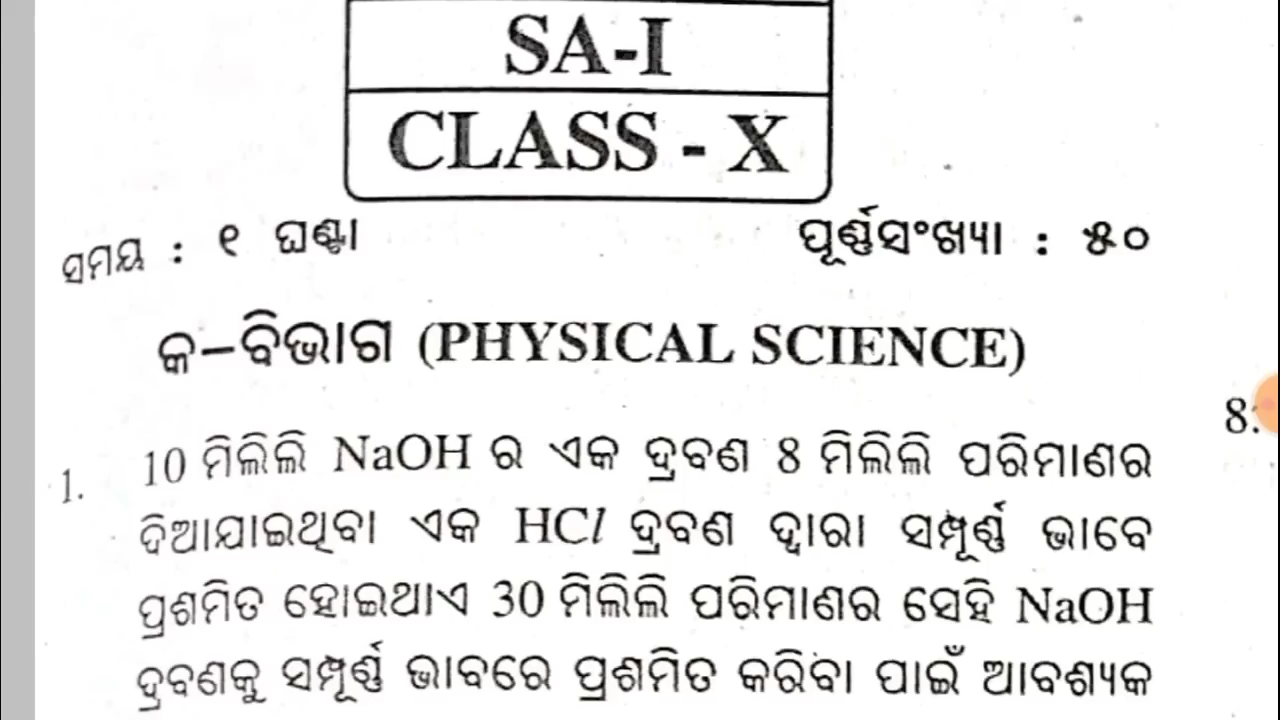 SA-I
CLASS - X
ସମୟ : ୧ ଘଣ୍ଟା ପୂର୍ଣ୍ଣସଂଖ୍ୟା : ୫୦
କ-ବିଭାଗ (PHYSICAL SCIENCE)
8.
1. 10 ମିଲିଲି NaOH ର ଏକ ଦ୍ରବଣ 8 ମିଲିଲି ପରିମାଣର
ଦିଆଯାଇଥିବା ଏକ HCl ଦ୍ରବଣ ଦ୍ୱାରା ସମ୍ପୂର୍ଣ୍ଣ ଭାବେ
ପ୍ରଶମିତ ହୋଇଥାଏ 30 ମିଲିଲି ପରିମାଣର ସେହି NaOH
ଦ୍ରବଣକୁ ସମ୍ପୂର୍ଣ୍ଣ ଭାବରେ ପ୍ରଶମିତ କରିବା ପାଇଁ ଆବଶ୍ୟକ